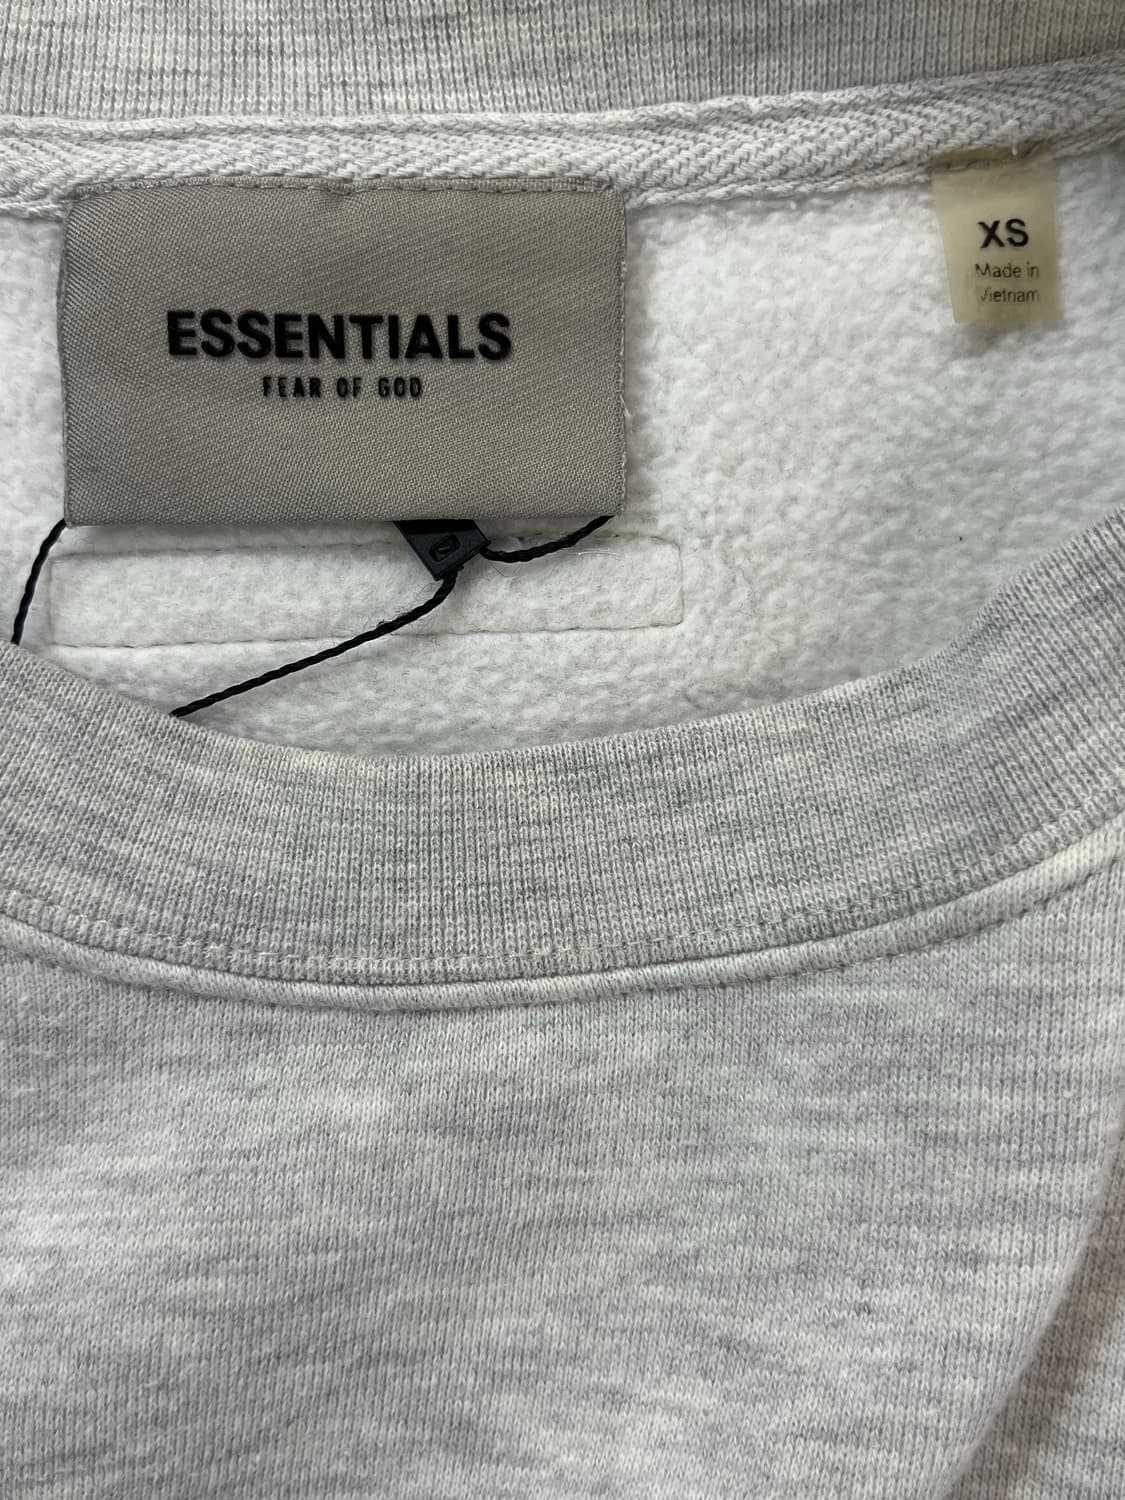 ESSENTIALS
FEAR OF GOD
XS
Made in
Vietnam